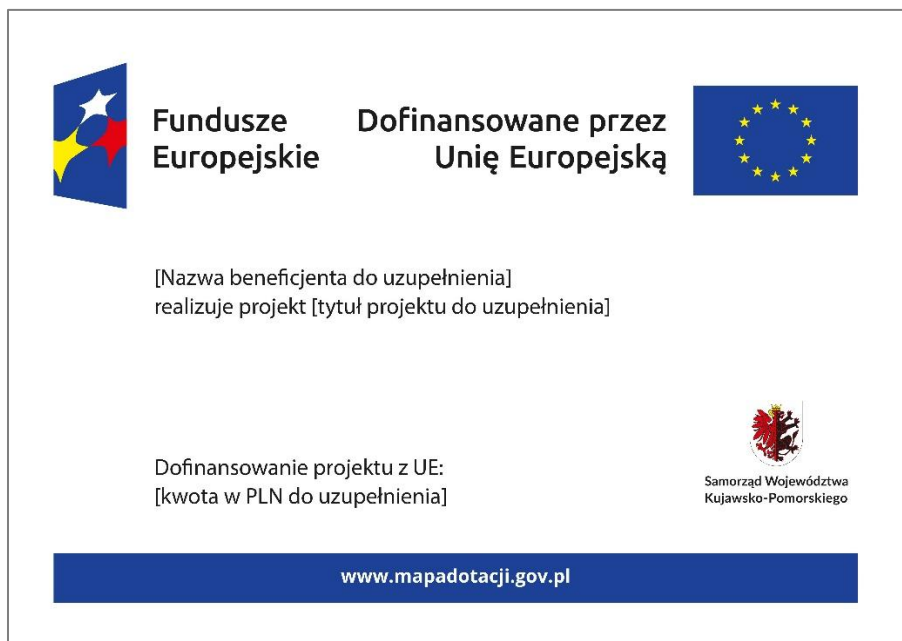 Fundusze
Europejskie
Dofinansowane przez
Unię Europejską
[Nazwa beneficjenta do uzupełnienia]
realizuje projekt [tytuł projektu do uzupełnienia]
Dofinansowanie projektu z UE:
[kwota w PLN do uzupełnienia]
Samorząd Województwa
Kujawsko-Pomorskiego
www.mapadotacji.gov.pl